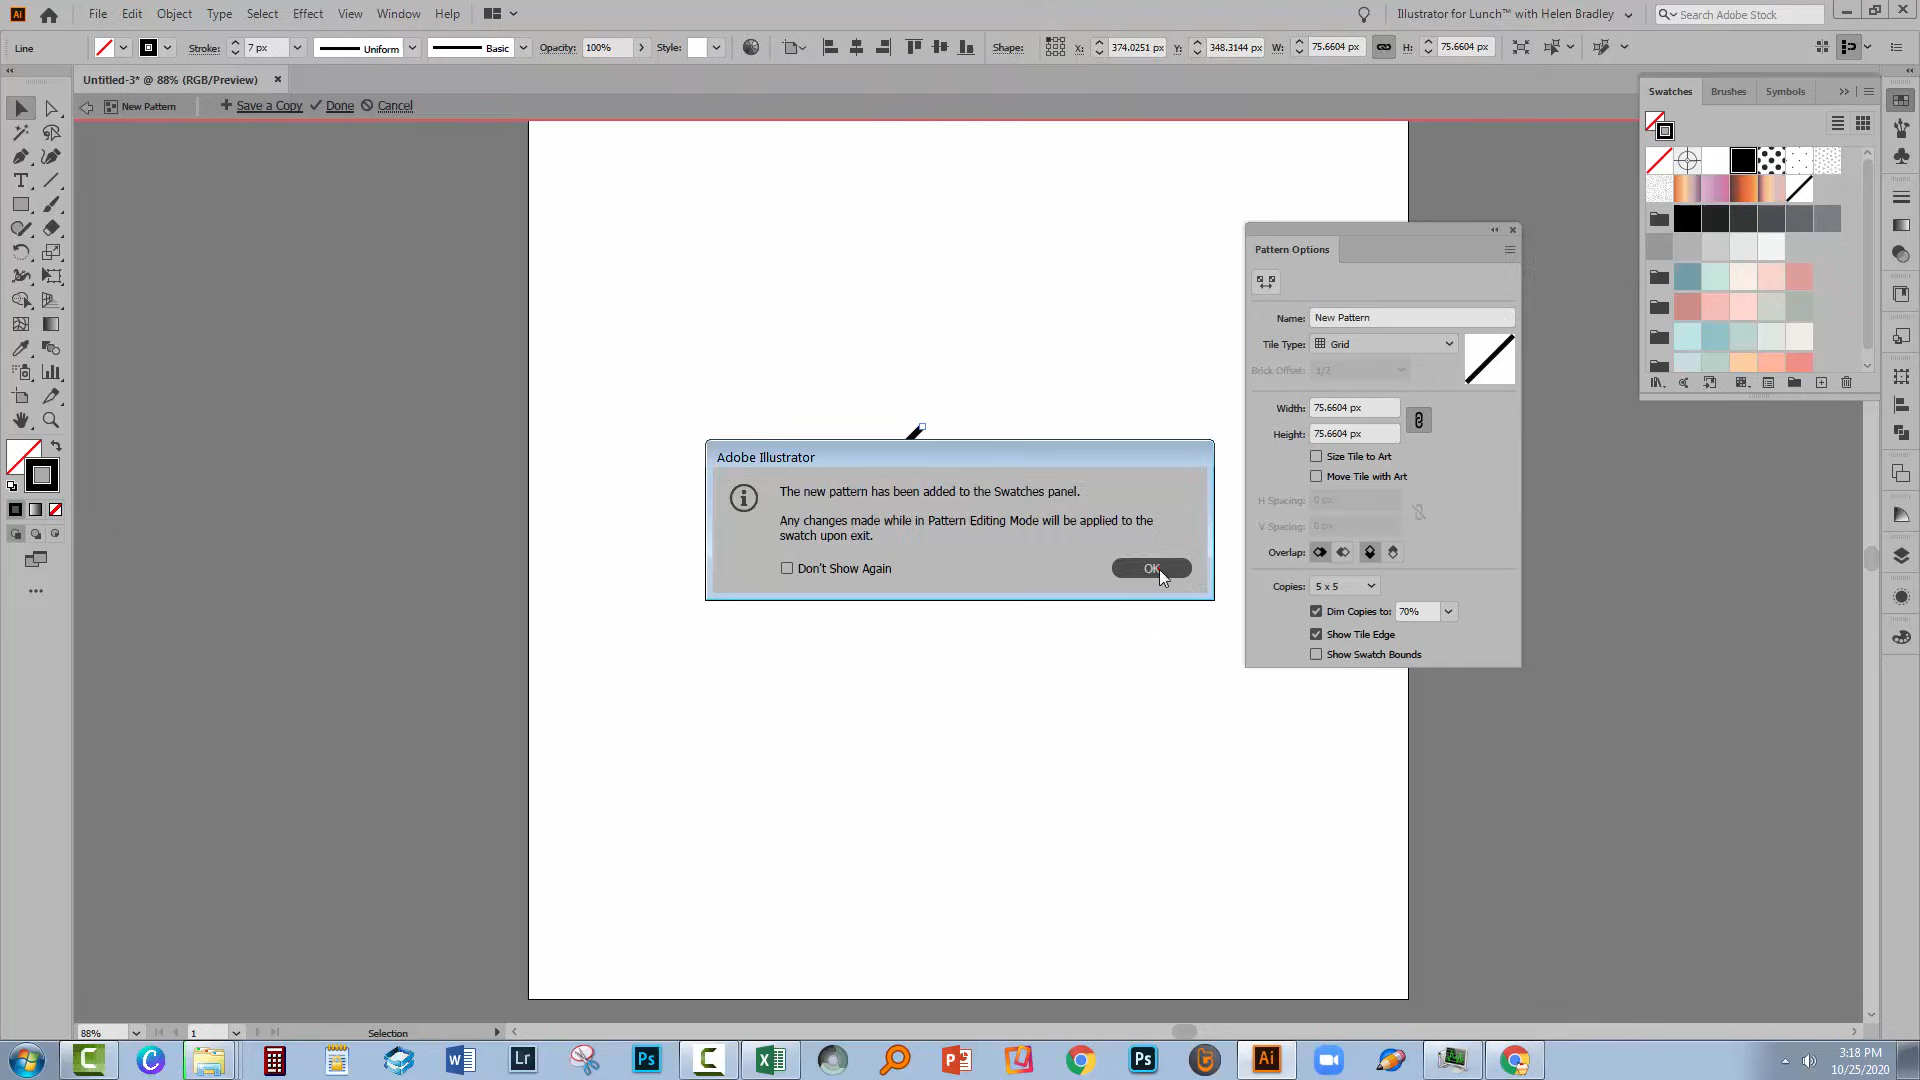 Ai File Edit Object Type Select Effect View Window Help Illustrator for Lunch™ with Helen Bradley Search Adobe Stock
Line Stroke: 7 px Uniform Basic Opacity: 100% Style: Shape: X: 374.0251 px Y: 348.3144 px W: 75.6604 px H: 75.6604 px
Untitled-3* @ 88% (RGB/Preview)
New Pattern Save a Copy Done Cancel
Swatches Brushes Symbols
Pattern Options
Name: New Pattern
Tile Type: Grid
Brick Offset: 1/2
Width: 75.6604 px
Height: 75.6604 px
Size Tile to Art
Move Tile with Art
H Spacing: 0 px
V Spacing: 0 px
Overlap:
Copies: 5 x 5
Dim Copies to: 70%
Show Tile Edge
Show Swatch Bounds
Adobe Illustrator
The new pattern has been added to the Swatches panel.
Any changes made while in Pattern Editing Mode will be applied to the
swatch upon exit.
Don't Show Again OK
88% 1 Selection
W Lr Ps X P Ps Ai
3:18 PM
10/25/2020